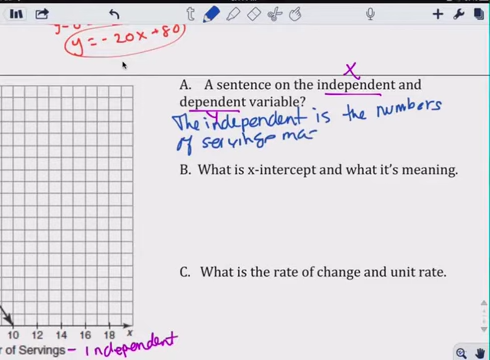 y = -20x + 80
x
A. A sentence on the independent and
dependent variable?
y
The independent is the numbers
of servings ma
B. What is x-intercept and what it's meaning.
C. What is the rate of change and unit rate.
10 12 14 16 18 x
r of Servings - independent